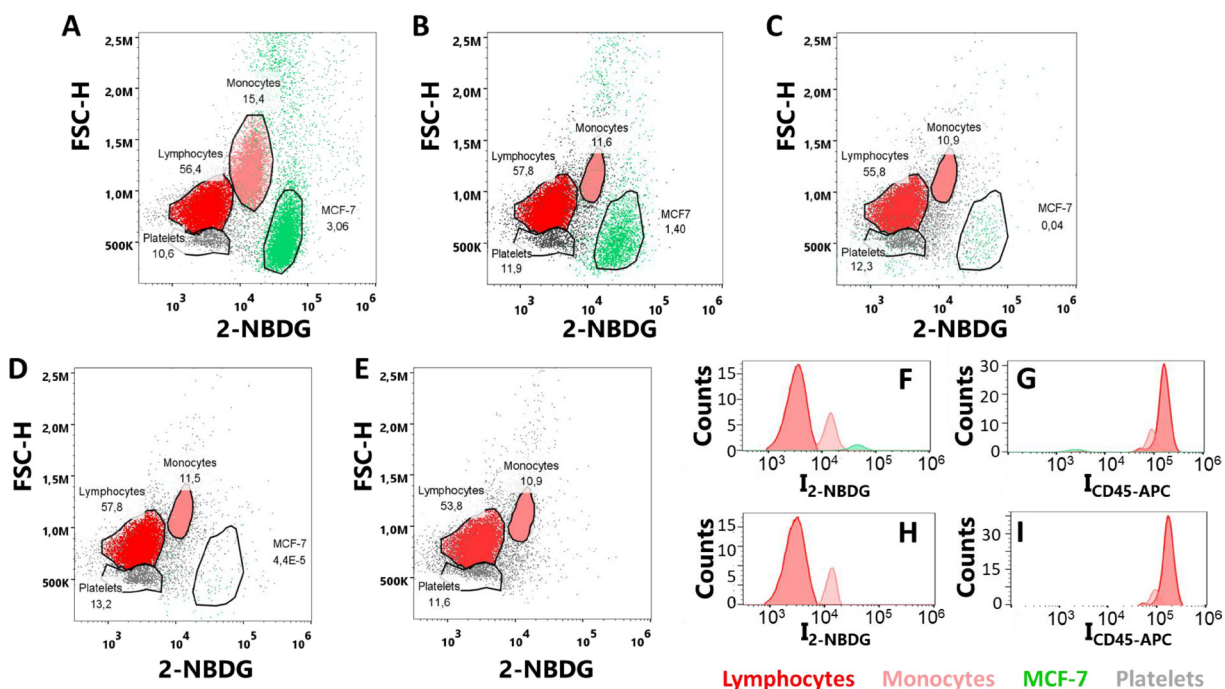 A
FSC-H
2,5M
2,0M
1,5M
1,0M
500K
Monocytes
15,4
Lymphocytes
56,4
MCF-7
3,06
Platelets
10,6
10³ 10⁴ 10⁵ 10⁶
2-NBDG
B
FSC-H
2,5M
2,0M
1,5M
1,0M
500K
Monocytes
11,6
Lymphocytes
57,8
MCF7
1,40
Platelets
11,9
10³ 10⁴ 10⁵ 10⁶
2-NBDG
C
FSC-H
2,5M
2,0M
1,5M
1,0M
500K
Monocytes
10,9
Lymphocytes
55,8
MCF-7
0,04
Platelets
12,3
10³ 10⁴ 10⁵ 10⁶
2-NBDG
D
FSC-H
2,5M
2,0M
1,5M
1,0M
500K
Monocytes
11,5
Lymphocytes
57,8
MCF-7
4,4E-5
Platelets
13,2
10³ 10⁴ 10⁵ 10⁶
2-NBDG
E
FSC-H
2,5M
2,0M
1,5M
1,0M
500K
Monocytes
10,9
Lymphocytes
53,8
Platelets
11,6
10³ 10⁴ 10⁵ 10⁶
2-NBDG
F
Counts
15
10
5
0
10³ 10⁴ 10⁵ 10⁶
I2-NBDG
G
Counts
30
20
10
0
10³ 10⁴ 10⁵ 10⁶
ICD45-APC
H
Counts
15
10
5
0
10³ 10⁴ 10⁵ 10⁶
I2-NBDG
I
Counts
30
15
0
10³ 10⁴ 10⁵ 10⁶
ICD45-APC
Lymphocytes Monocytes MCF-7 Platelets